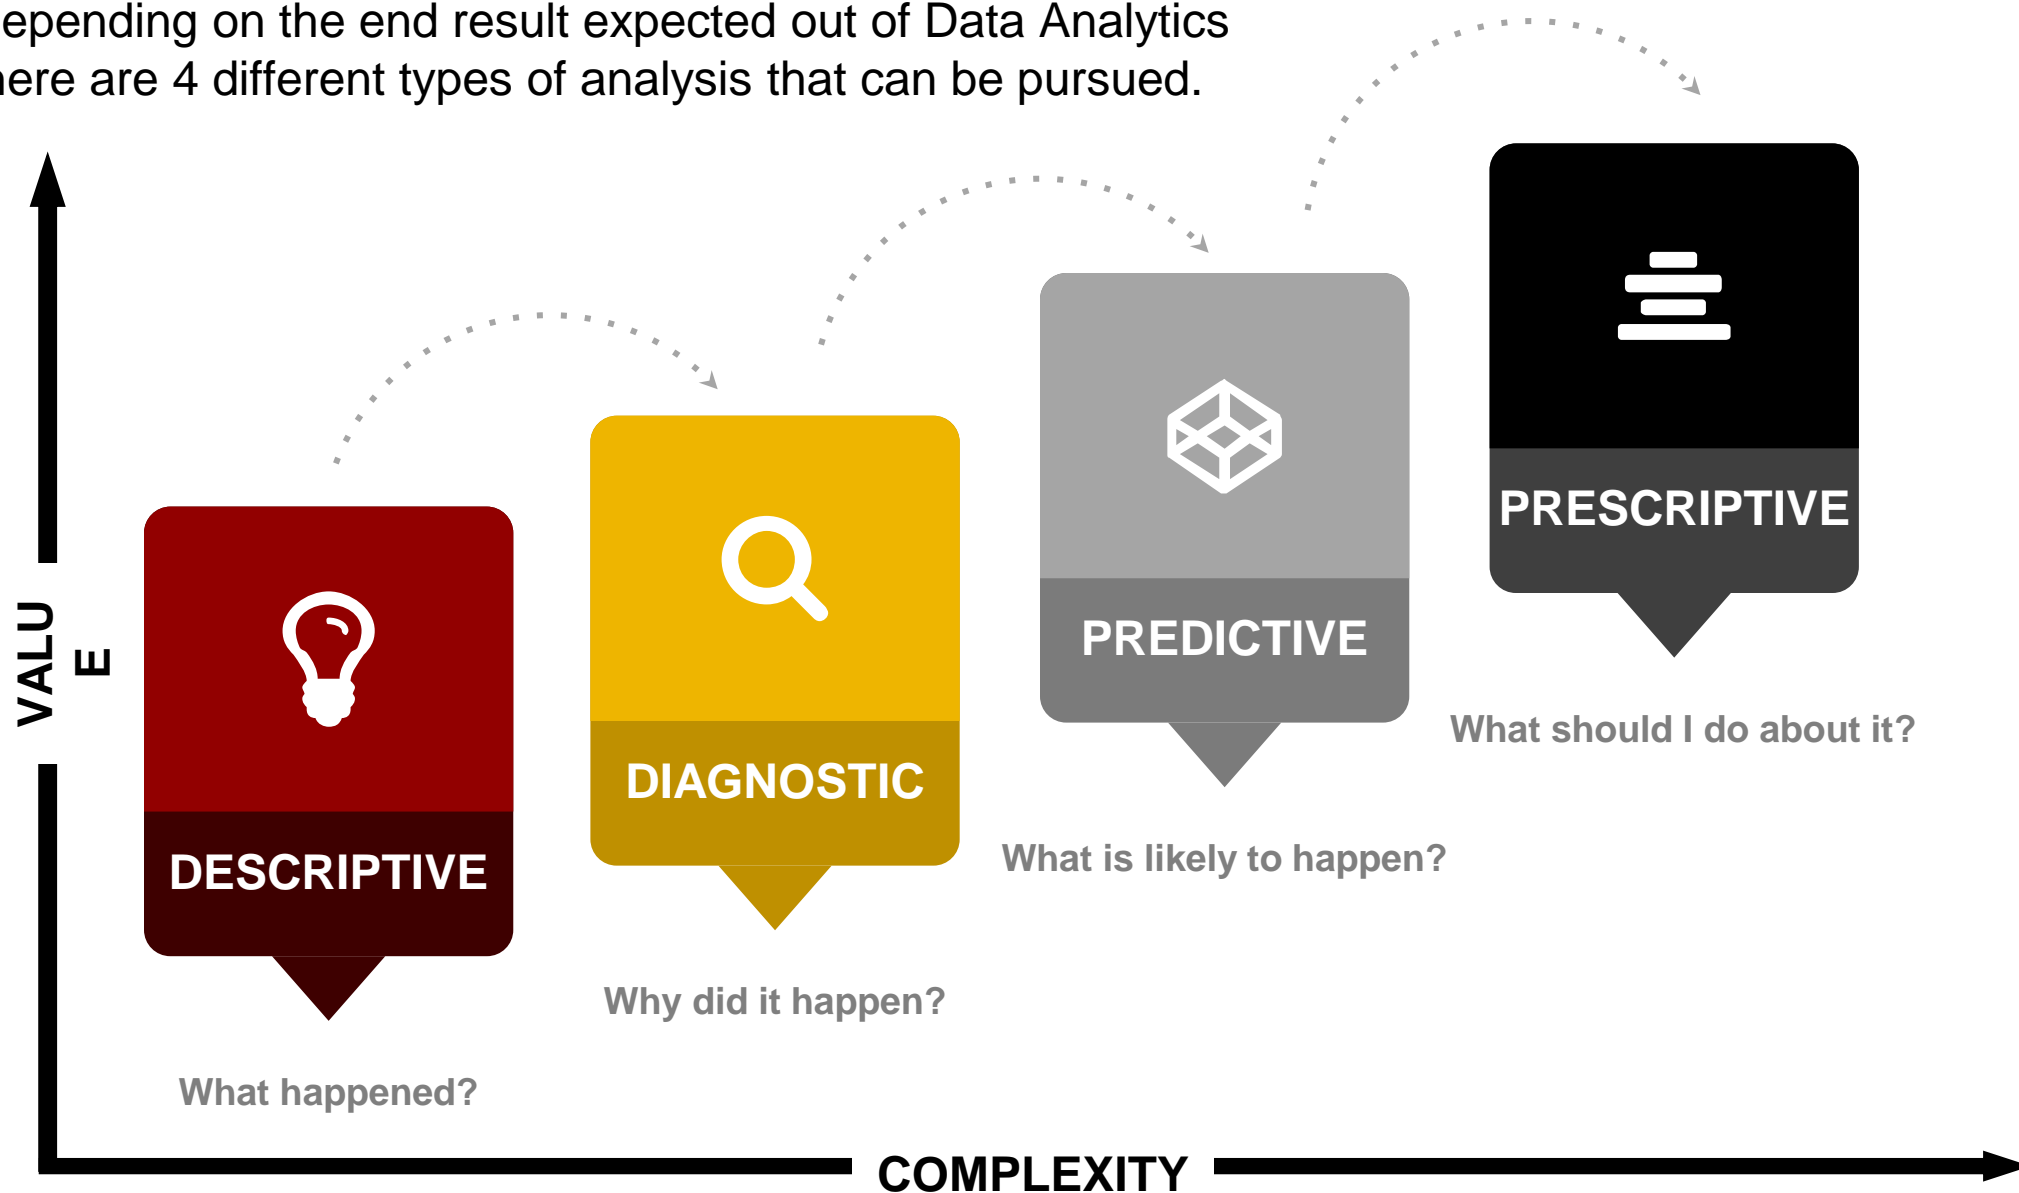 epending on the end result expected out of Data Analytics
here are 4 different types of analysis that can be pursued.
PRESCRIPTIVE
What should I do about it?
PREDICTIVE
What is likely to happen?
DIAGNOSTIC
Why did it happen?
DESCRIPTIVE
What happened?
VALU
E
COMPLEXITY